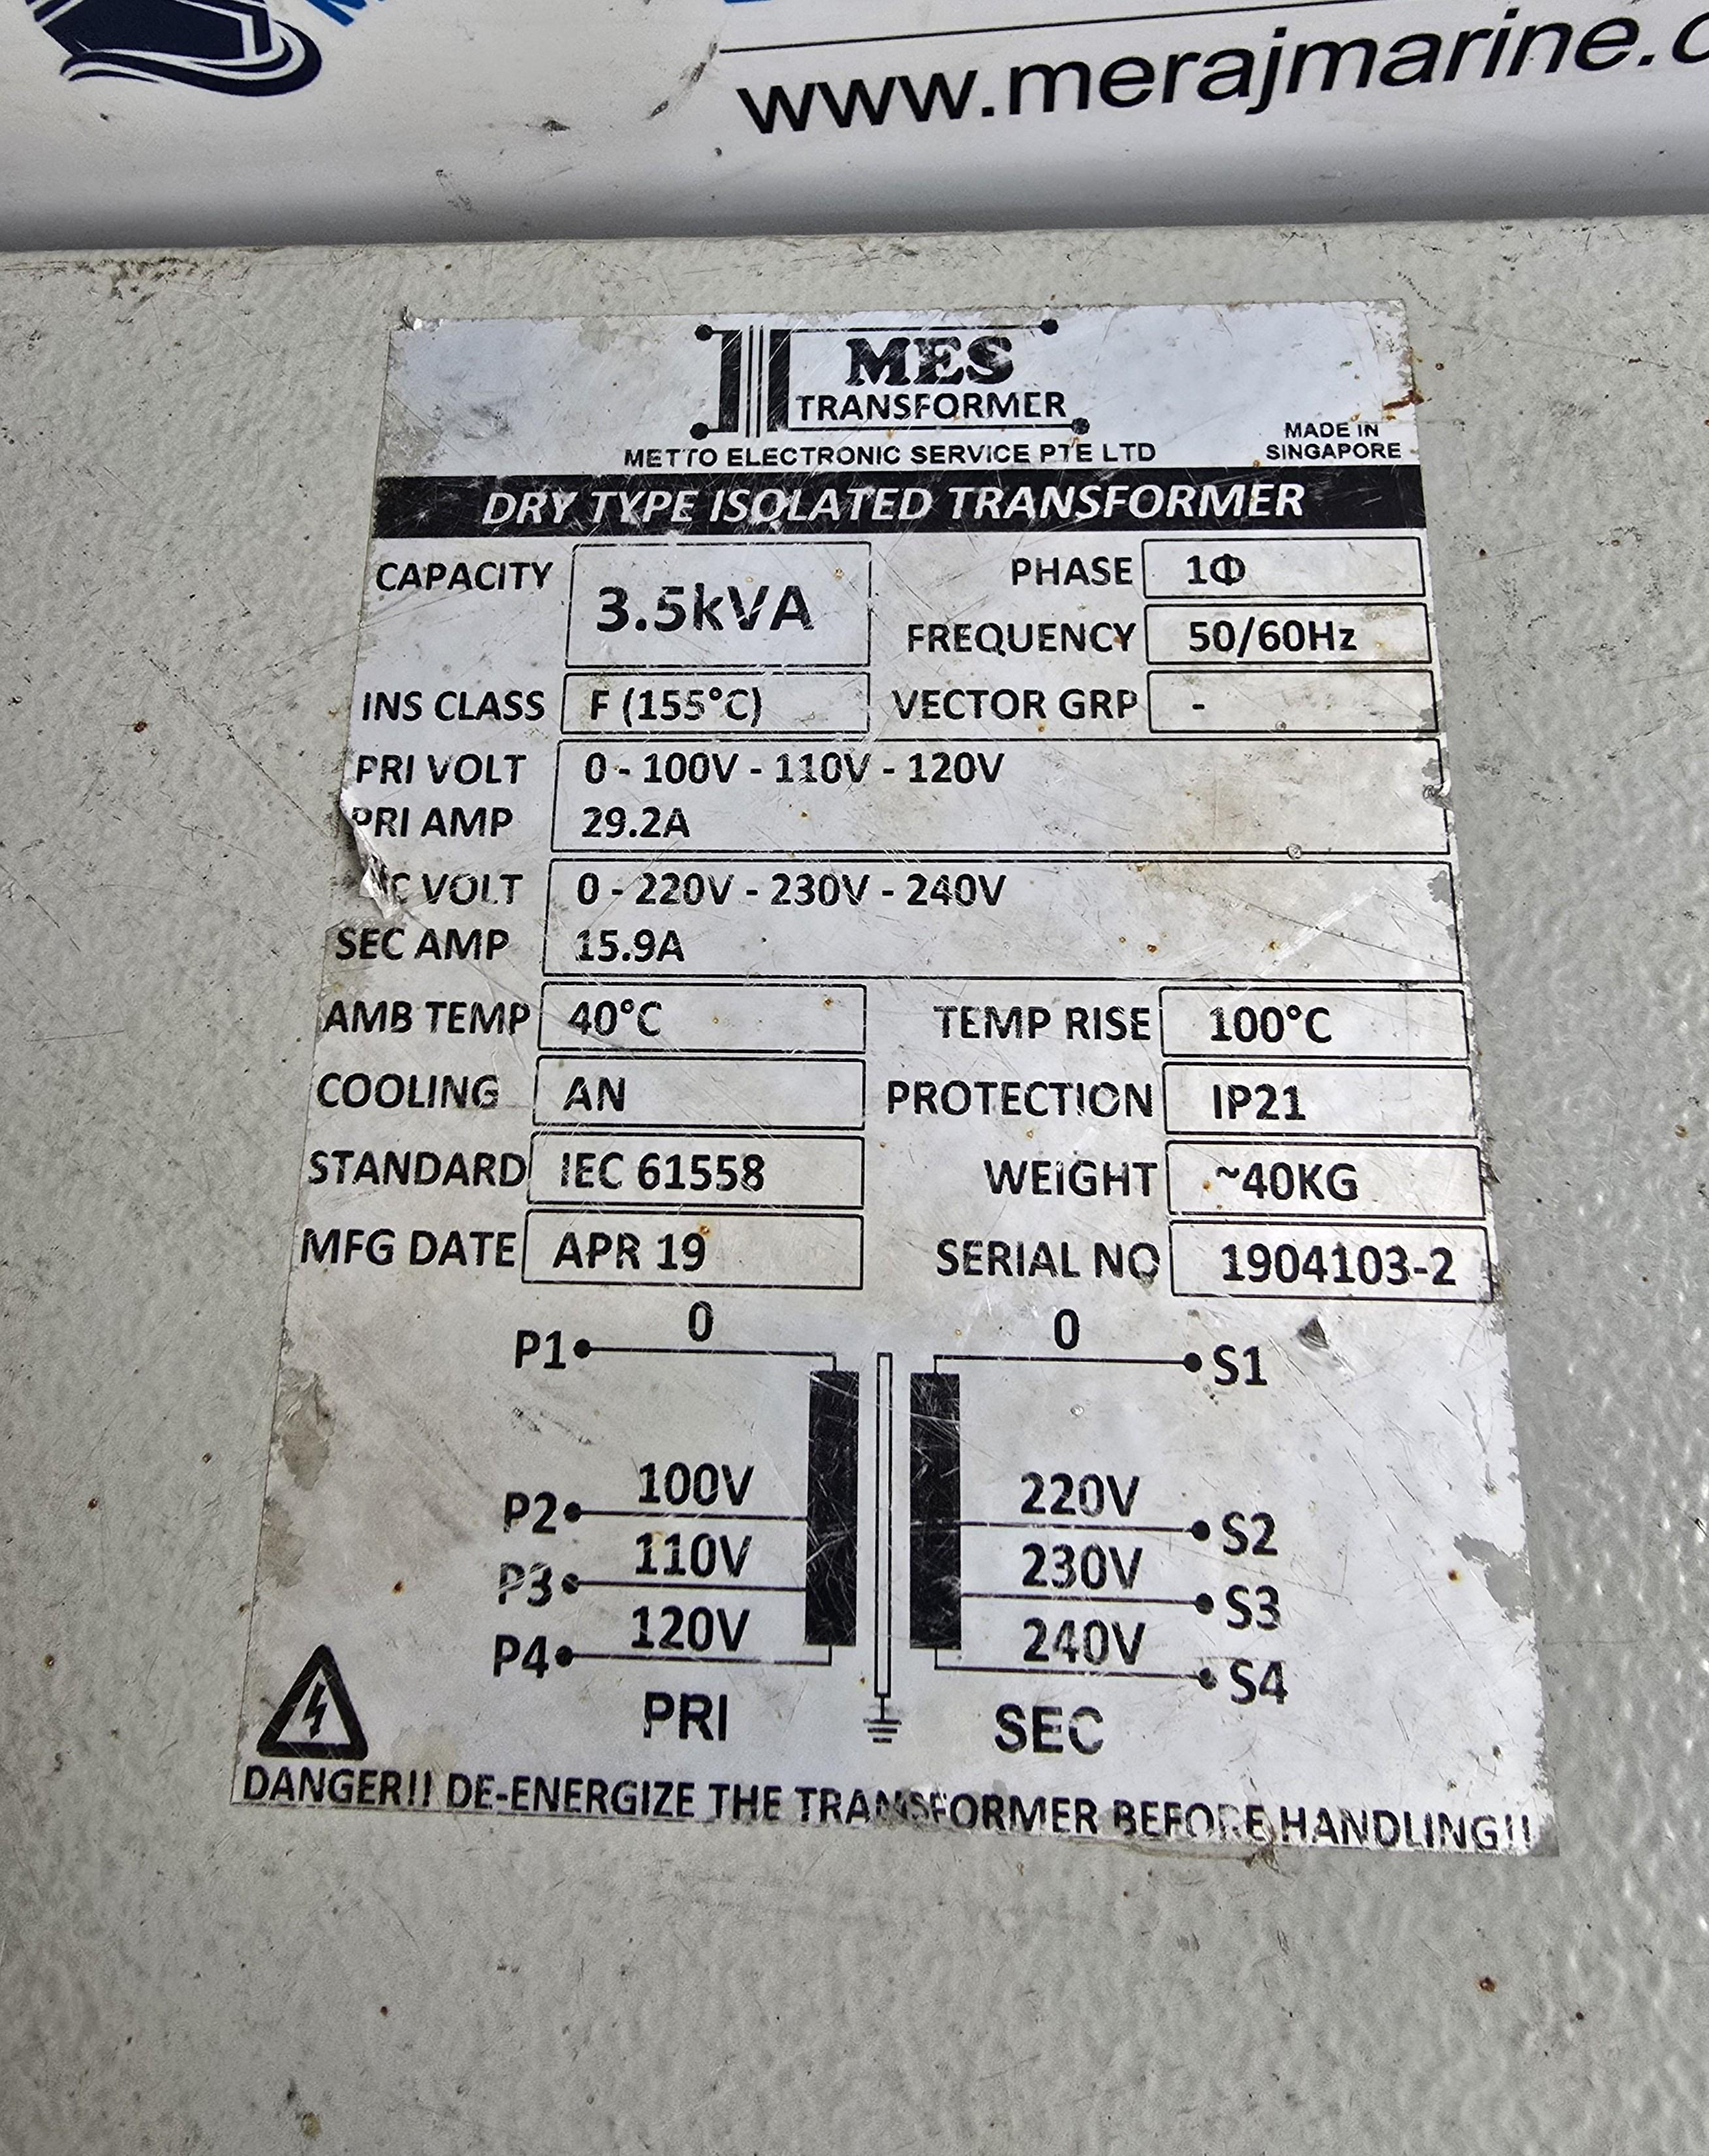 www.merajmarine.c
MES
TRANSFORMER
METTO ELECTRONIC SERVICE PTE LTD
MADE IN
SINGAPORE
DRY TYPE ISOLATED TRANSFORMER
CAPACITY 3.5kVA
PHASE 1Φ
FREQUENCY 50/60Hz
INS CLASS F (155°C) VECTOR GRP -
PRI VOLT 0 - 100V - 110V - 120V
PRI AMP 29.2A
VOLT 0 - 220V - 230V - 240V
SEC AMP 15.9A
AMB TEMP 40°C TEMP RISE 100°C
COOLING AN PROTECTION IP21
STANDARD IEC 61558 WEIGHT ~40KG
MFG DATE APR 19 SERIAL NO 1904103-2
P1 0 0 S1
P2 100V 220V S2
P3 110V 230V S3
P4 120V 240V S4
PRI SEC
DANGER!! DE-ENERGIZE THE TRANSFORMER BEFORE HANDLING!!